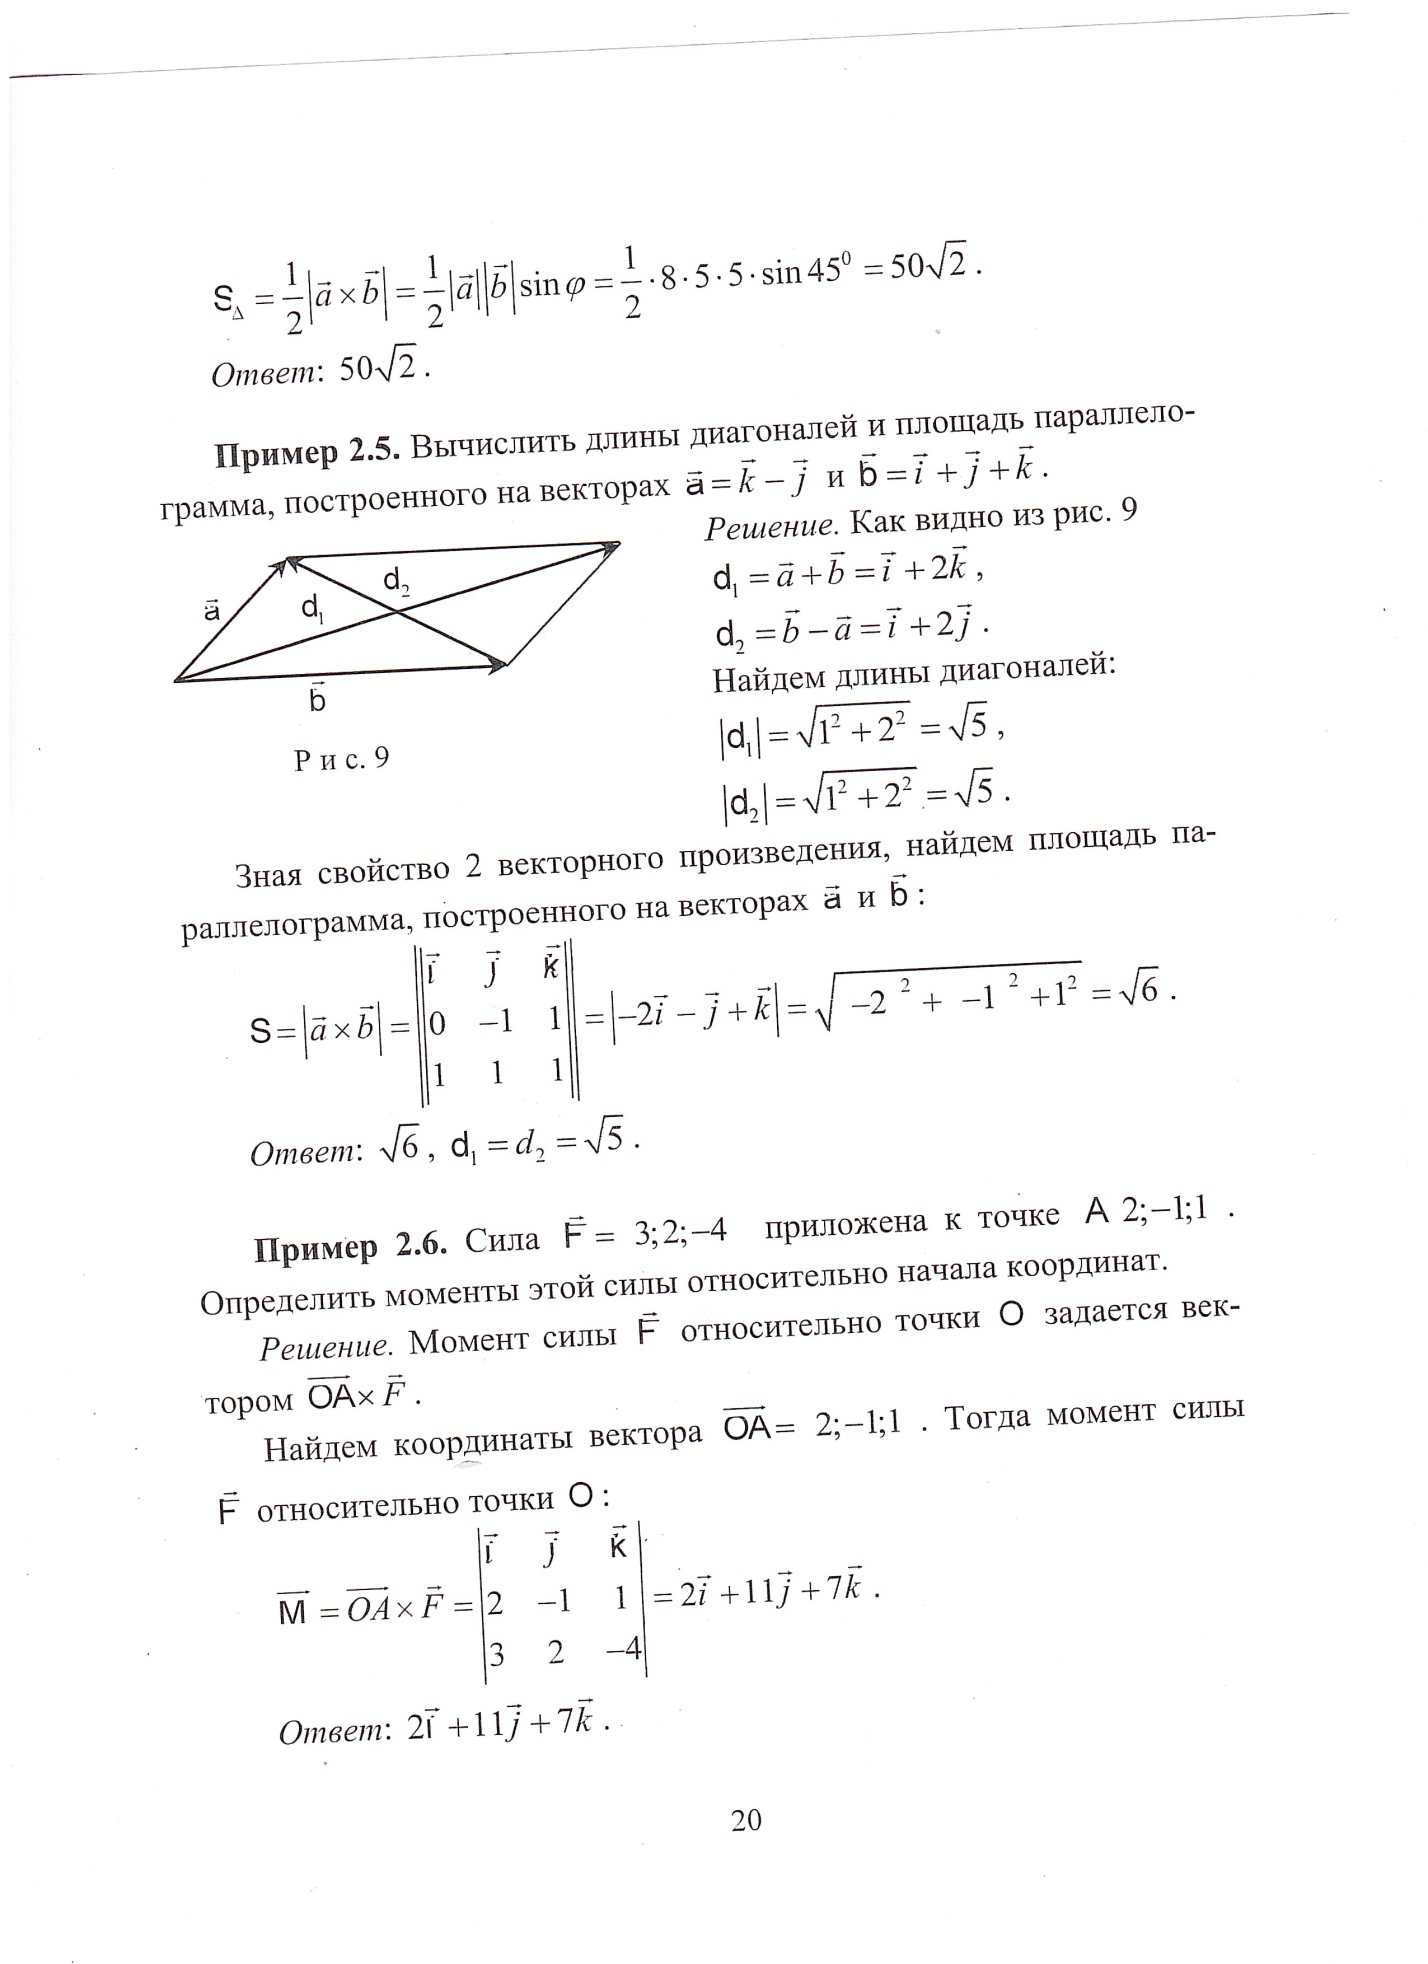 S_Δ = 1/2 |a⃗ × b⃗| = 1/2 |a⃗||b⃗| sin φ = 1/2 · 8 · 5 · 5 · sin 45⁰ = 50√2 .
Ответ: 50√2 .
Пример 2.5. Вычислить длины диагоналей и площадь параллело-
грамма, построенного на векторах a⃗ = k⃗ − j⃗ и b⃗ = i⃗ + j⃗ + k⃗ .
Решение. Как видно из рис. 9
d₁ = a⃗ + b⃗ = i⃗ + 2k⃗ ,
d₂ = b⃗ − a⃗ = i⃗ + 2j⃗ .
Найдем длины диагоналей:
|d₁| = √(1² + 2²) = √5 ,
|d₂| = √(1² + 2²) = √5 .
a⃗
d₁
d₂
b⃗
Р и с. 9
Зная свойство 2 векторного произведения, найдем площадь па-
раллелограмма, построенного на векторах a⃗ и b⃗ :
i⃗ j⃗ k⃗
S = |a⃗ × b⃗| = 0 −1 1 = |−2i⃗ − j⃗ + k⃗| = √−2 ² + −1 ² + 1² = √6 .
1 1 1
Ответ: √6 , d₁ = d₂ = √5 .
Пример 2.6. Сила F⃗ = 3;2;−4 приложена к точке A 2;−1;1 .
Определить моменты этой силы относительно начала координат.
Решение. Момент силы F⃗ относительно точки O задается век-
тором OA⃗ × F⃗ .
Найдем координаты вектора OA⃗ = 2;−1;1 . Тогда момент силы
F⃗ относительно точки O :
i⃗ j⃗ k⃗
M⃗ = OA⃗ × F⃗ = 2 −1 1 = 2i⃗ + 11j⃗ + 7k⃗ .
3 2 −4
Ответ: 2i⃗ + 11j⃗ + 7k⃗ .
20